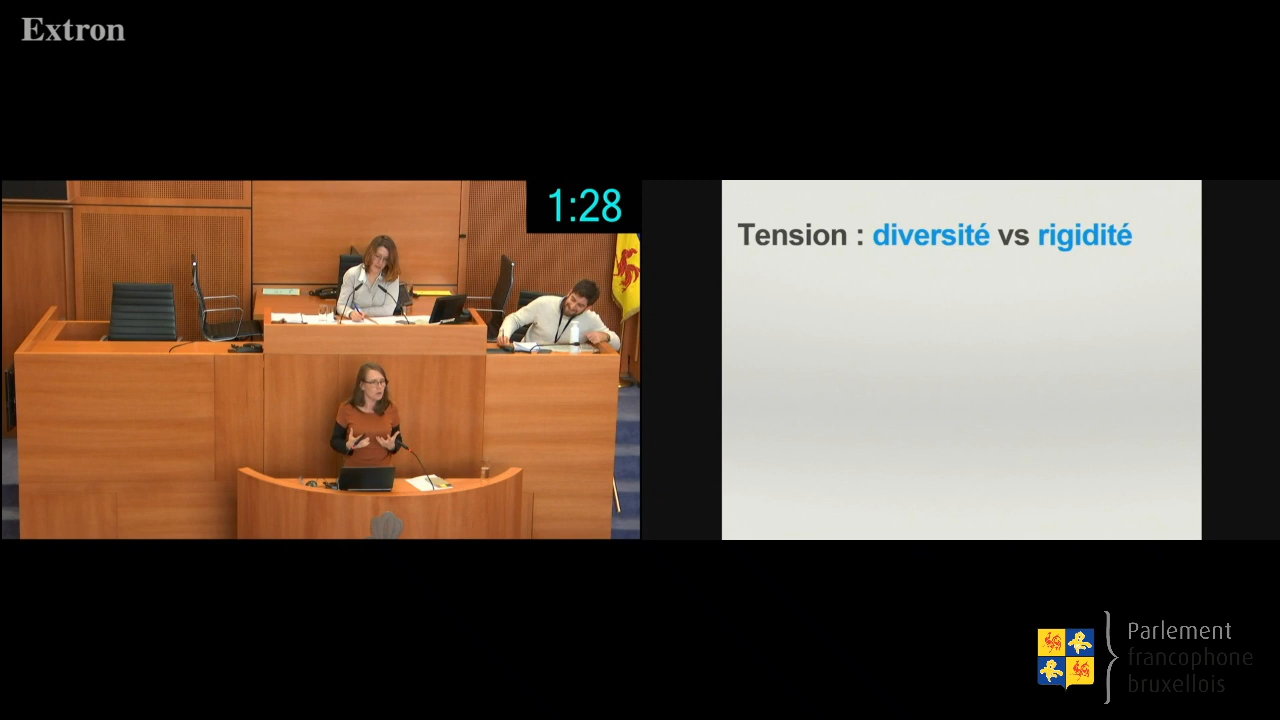 Extron
1:28
Tension : diversité vs rigidité
Parlement
francophone
bruxellois